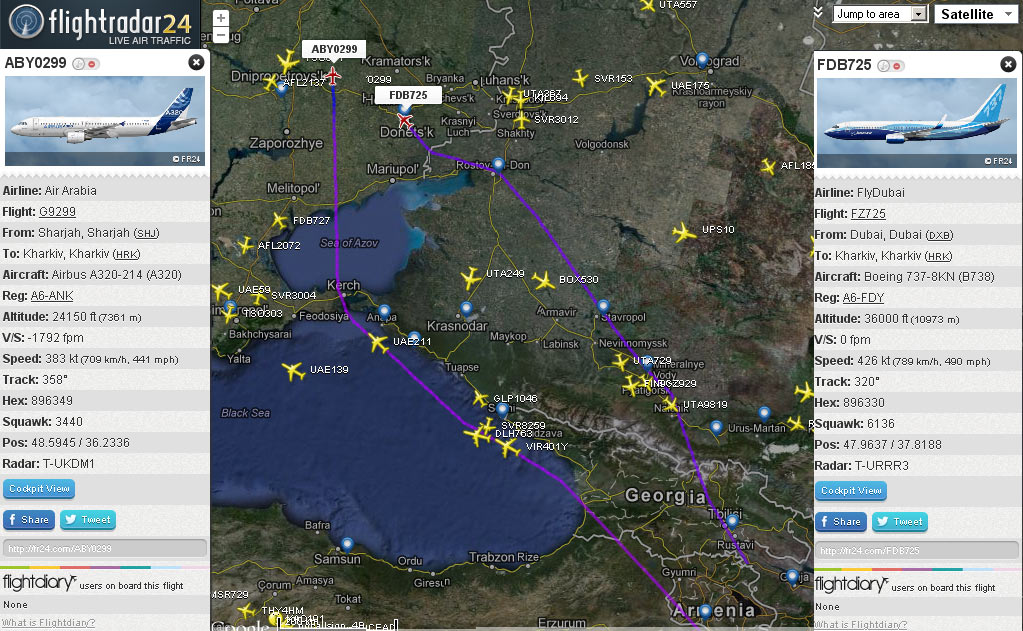 flightradar24
LIVE AIR TRAFFIC
ABY0299
A320
© FR24
Airline: Air Arabia
Flight: G9299
From: Sharjah, Sharjah (SHJ)
To: Kharkiv, Kharkiv (HRK)
Aircraft: Airbus A320-214 (A320)
Reg: A6-ANK
Altitude: 24150 ft (7361 m)
V/S: -1792 fpm
Speed: 383 kt (709 km/h, 441 mph)
Track: 358°
Hex: 896349
Squawk: 3440
Pos: 48.5945 / 36.2336
Radar: T-UKDM1
Cockpit View
Share
Tweet
http://fr24.com/ABY0299
flightdiary users on board this flight
None
What is Flightdiary?
+
−
Poltava
UTA557
Jump to area
Satellite
ABY0299
Kramators'k
Dnipropetrovs'k
AFL2137
0299
Bryanka
Luhans'k
SVR153
UAE175
Krasnoarmeyskiy
rayon
FDB725
UTA367
Sverdlovs'k
SVR3012
Krasnyi
Luch
Shakhty
Donets'k
Zaporozhye
Volgodonsk
Mariupol'
Rostov
Don
Melitopol'
FDB727
UPS10
AFL2072
Sea of Azov
UTA249
BOX530
Kerch
UAE59
SVR3004
TSO303
Feodosiya
Anapa
Armavir
Stavropol
Krasnodar
Bakhchysarai
Maykop
Labinsk
Nevinnomyssk
UAE211
Yalta
Tuapse
UTA729
Mineralnye
Vody
Pyatigorsk
UAE139
GLP1046
Nalchik
UTA9819
Black Sea
Urus-Martan
SVR8259
DLH763
VIR401Y
Georgia
Tbilisi
Rustavi
Bafra
Samsun
Ordu
Trabzon
Rize
Giresun
Gyumri
Çorum
Amasya
Tokat
Armenia
Erzurum
MSR729
THY4HM
Google
FDB725
© FR24
Airline: FlyDubai
Flight: FZ725
From: Dubai, Dubai (DXB)
To: Kharkiv, Kharkiv (HRK)
Aircraft: Boeing 737-8KN (B738)
Reg: A6-FDY
Altitude: 36000 ft (10973 m)
V/S: 0 fpm
Speed: 426 kt (789 km/h, 490 mph)
Track: 320°
Hex: 896330
Squawk: 6136
Pos: 47.9637 / 37.8188
Radar: T-URRR3
Cockpit View
Share
Tweet
http://fr24.com/FDB725
flightdiary users on board this flight
None
What is Flightdiary?